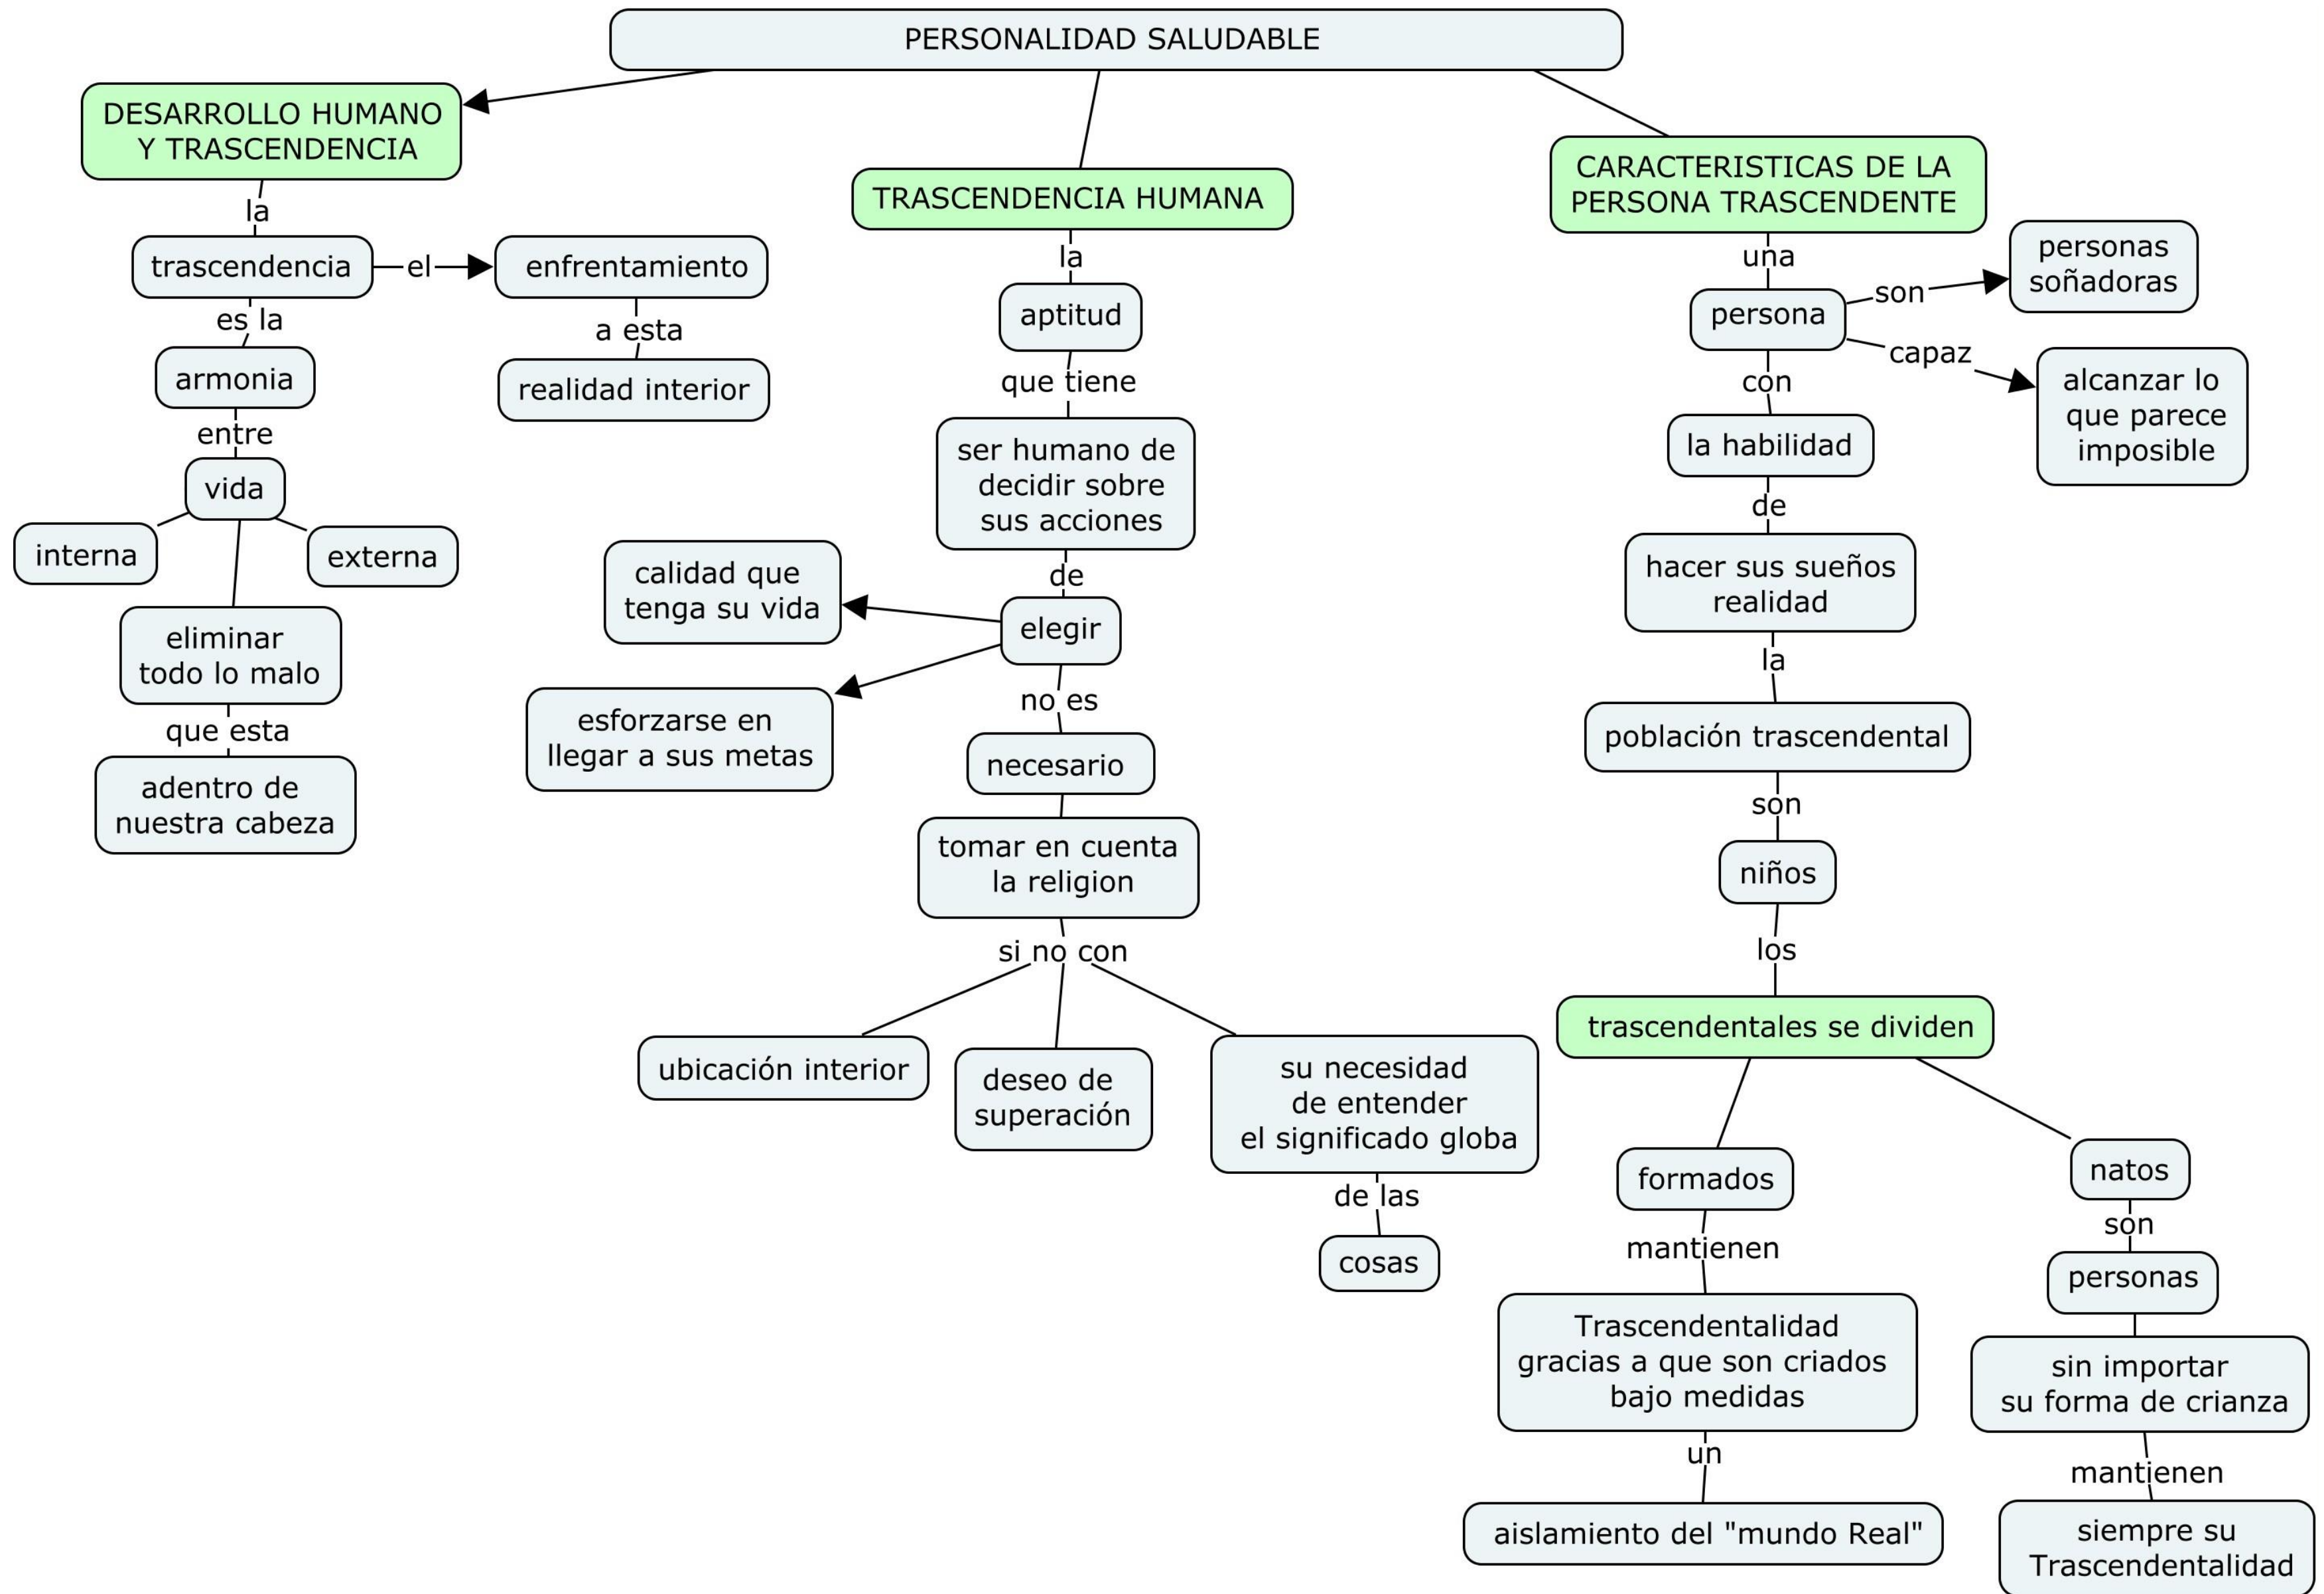 PERSONALIDAD SALUDABLE
DESARROLLO HUMANO
Y TRASCENDENCIA
la
trascendencia
el
enfrentamiento
a esta
realidad interior
es la
armonia
entre
vida
interna
externa
eliminar
todo lo malo
que esta
adentro de
nuestra cabeza
TRASCENDENCIA HUMANA
la
aptitud
que tiene
ser humano de
decidir sobre
sus acciones
de
elegir
calidad que
tenga su vida
esforzarse en
llegar a sus metas
no es
necesario
tomar en cuenta
la religion
si no con
ubicación interior
deseo de
superación
su necesidad
de entender
el significado globa
de las
cosas
CARACTERISTICAS DE LA
PERSONA TRASCENDENTE
una
persona
son
personas
soñadoras
capaz
alcanzar lo
que parece
imposible
con
la habilidad
de
hacer sus sueños
realidad
la
población trascendental
son
niños
los
trascendentales se dividen
formados
mantienen
Trascendentalidad
gracias a que son criados
bajo medidas
un
aislamiento del "mundo Real"
natos
son
personas
sin importar
su forma de crianza
mantienen
siempre su
Trascendentalidad